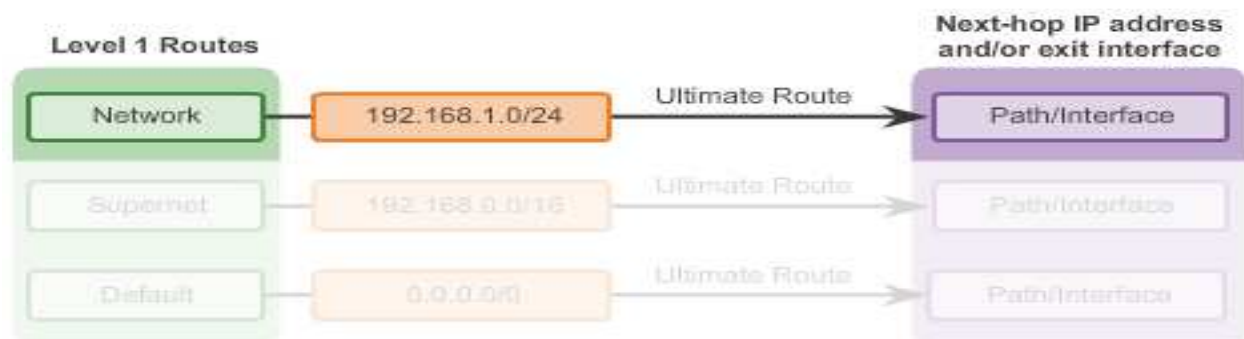 Level 1 Routes
Next-hop IP address
and/or exit interface
Network
192.168.1.0/24
Ultimate Route
Path/Interface
Supernet
192.168.0.0/16
Ultimate Route
Path/Interface
Default
0.0.0.0/0
Ultimate Route
Path/Interface